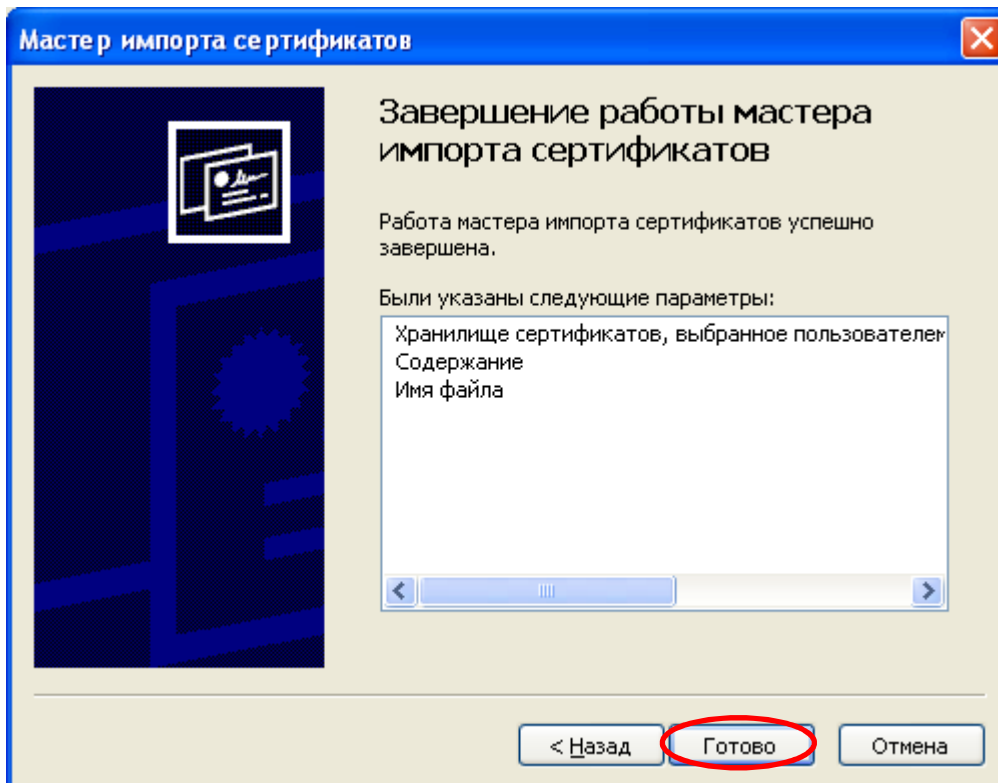 Мастер импорта сертификатов
Завершение работы мастера
импорта сертификатов
Работа мастера импорта сертификатов успешно
завершена.
Были указаны следующие параметры:
Хранилище сертификатов, выбранное пользователем
Содержание
Имя файла
< Назад
Готово
Отмена